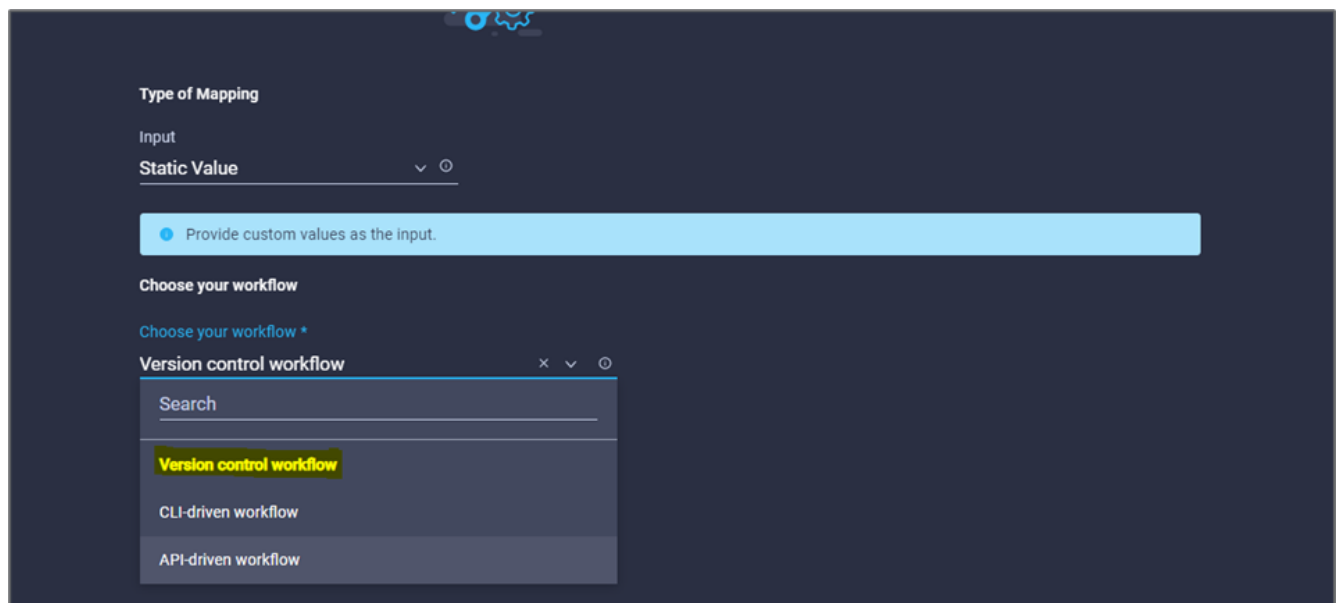 Type of Mapping
Input
Static Value
Provide custom values as the input.
Choose your workflow
Choose your workflow *
Version control workflow
Search
Version control workflow
CLI-driven workflow
API-driven workflow